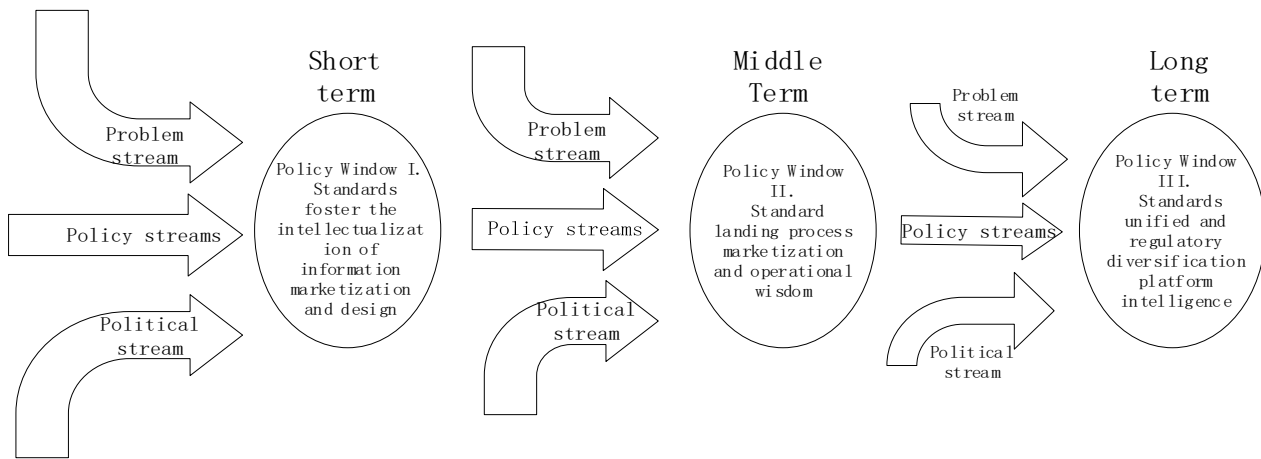 Short
term
Problem
stream
Policy streams
Political
stream
Policy Window I.
Standards
foster the
intellectualizat
ion of
information
marketization
and design
Middle
Term
Problem
stream
Policy streams
Political
stream
Policy Window
II.
Standard
landing process
marketization
and operational
wisdom
Long
term
Problem
stream
Policy streams
Political
stream
Policy Window
III.
Standards
unified and
regulatory
diversification
platform
intelligence